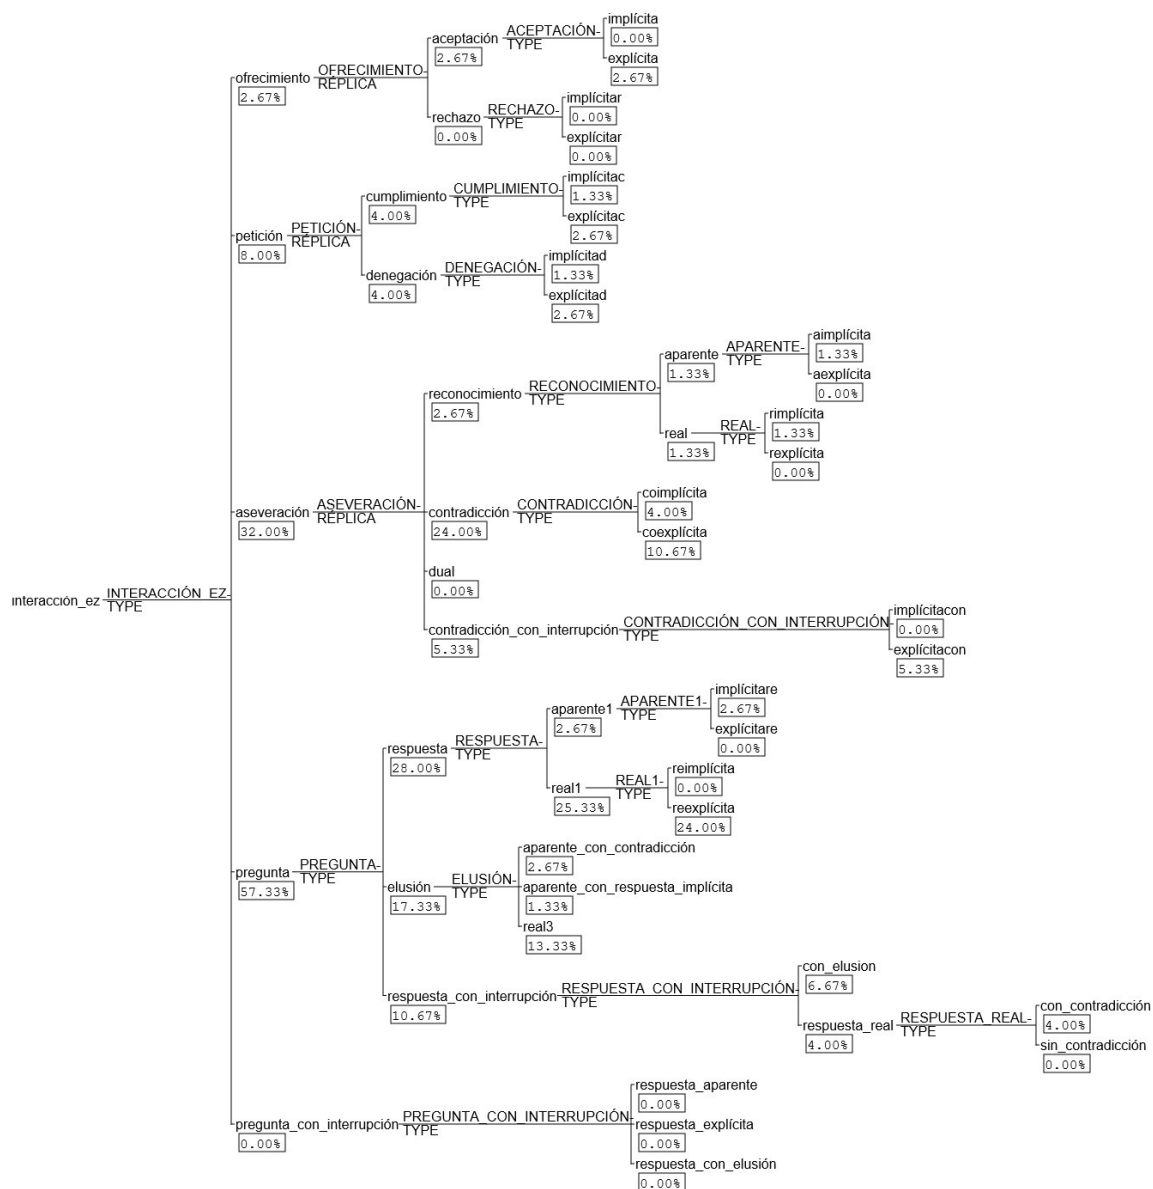 implícita
aceptación ACEPTACIÓN-TYPE 0.00%
2.67% explícita
2.67%
ofrecimiento OFRECIMIENTO-RÉPLICA
2.67%
implícitar
rechazo RECHAZO-TYPE 0.00%
0.00% explícitar
0.00%
implícitac
cumplimiento CUMPLIMIENTO-TYPE 1.33%
4.00% explícitac
2.67%
petición PETICIÓN-RÉPLICA
8.00%
implícitad
denegación DENEGACIÓN-TYPE 1.33%
4.00% explícitad
2.67%
aimplícita
aparente APARENTE-TYPE 1.33%
1.33% aexplícita
0.00%
reconocimiento RECONOCIMIENTO-TYPE
2.67%
rimplícita
real REAL-TYPE 1.33%
1.33% rexplícita
0.00%
coimplícita
aseveración ASEVERACIÓN-RÉPLICA contradicción CONTRADICCIÓN-TYPE 4.00%
32.00% 24.00% coexplícita
10.67%
dual
0.00%
interacción_ez INTERACCIÓN_EZ-TYPE
implícitacon
contradicción_con_interrupción CONTRADICCIÓN_CON_INTERRUPCIÓN-TYPE 0.00%
5.33% explícitacon
5.33%
implícitare
aparente1 APARENTE1-TYPE 2.67%
2.67% explícitare
0.00%
respuesta RESPUESTA-TYPE
28.00%
reimplícita
real1 REAL1-TYPE 0.00%
25.33% reexplícita
24.00%
aparente_con_contradicción
2.67%
pregunta PREGUNTA-TYPE
57.33%
elusión ELUSIÓN-TYPE aparente_con_respuesta_implícita
17.33% 1.33%
real3
13.33%
con_elusion
6.67%
respuesta_con_interrupción RESPUESTA_CON_INTERRUPCIÓN-TYPE
10.67%
con_contradicción
respuesta_real RESPUESTA_REAL-TYPE 4.00%
4.00% sin_contradicción
0.00%
respuesta_aparente
0.00%
pregunta_con_interrupción PREGUNTA_CON_INTERRUPCIÓN-TYPE respuesta_explícita
0.00% 0.00%
respuesta_con_elusión
0.00%